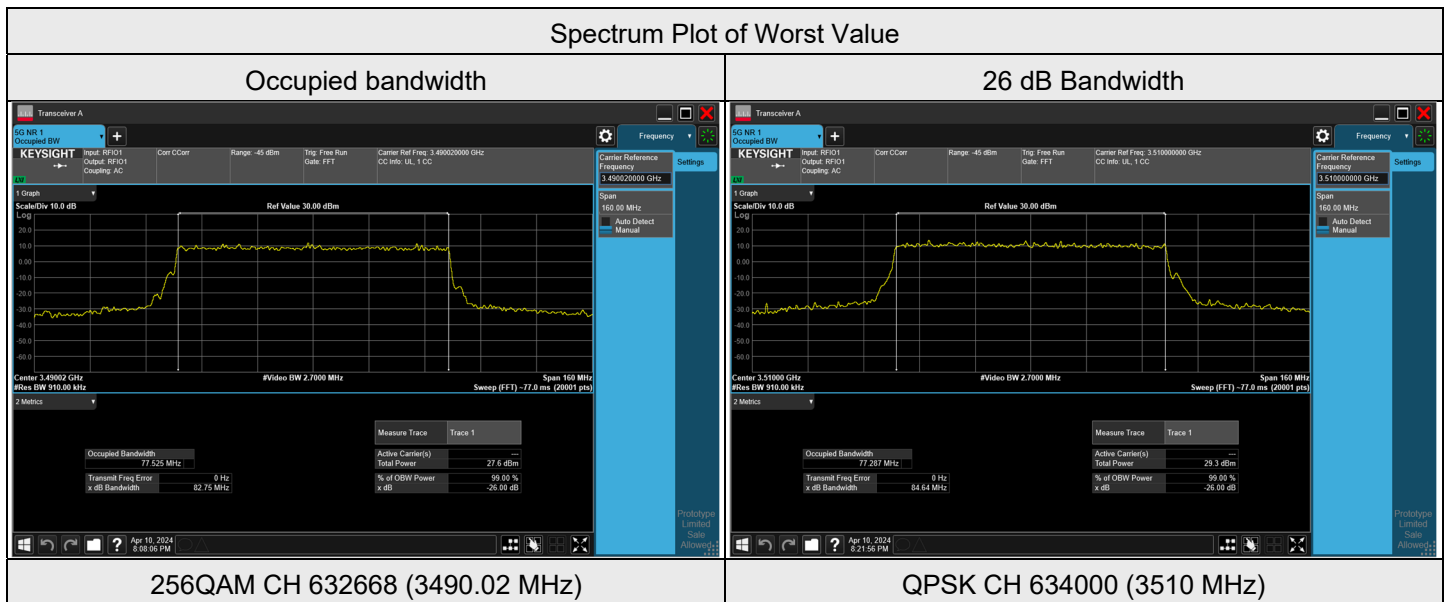 Spectrum Plot of Worst Value
Occupied bandwidth
26 dB Bandwidth
Transceiver A
5G NR 1
Occupied BW
Frequency
KEYSIGHT
Input: RFIO1
Output: RFIO1
Coupling: AC
Corr CCorr
Range: -45 dBm
Trig: Free Run
Gate: FFT
Carrier Ref Freq: 3.490020000 GHz
CC Info: UL, 1 CC
Carrier Reference
Frequency
3.490020000 GHz
Settings
Span
160.00 MHz
Auto Detect
Manual
1 Graph
Scale/Div 10.0 dB
Ref Value 30.00 dBm
Log
20.0
10.0
0.00
-10.0
-20.0
-30.0
-40.0
-50.0
-60.0
Center 3.49002 GHz
#Video BW 2.7000 MHz
Span 160 MHz
#Res BW 910.00 kHz
Sweep (FFT) ~77.0 ms (20001 pts)
2 Metrics
Measure Trace Trace 1
Occupied Bandwidth
77.525 MHz
Active Carrier(s) ---
Total Power 27.6 dBm
Transmit Freq Error 0 Hz
x dB Bandwidth 82.75 MHz
% of OBW Power 99.00 %
x dB -26.00 dB
Prototype
Limited
Sale
Allowed
?
Apr 10, 2024
8:08:06 PM
Transceiver A
5G NR 1
Occupied BW
Frequency
KEYSIGHT
Input: RFIO1
Output: RFIO1
Coupling: AC
Corr CCorr
Range: -45 dBm
Trig: Free Run
Gate: FFT
Carrier Ref Freq: 3.510000000 GHz
CC Info: UL, 1 CC
Carrier Reference
Frequency
3.510000000 GHz
Settings
Span
160.00 MHz
Auto Detect
Manual
1 Graph
Scale/Div 10.0 dB
Ref Value 30.00 dBm
Log
20.0
10.0
0.00
-10.0
-20.0
-30.0
-40.0
-50.0
-60.0
Center 3.51000 GHz
#Video BW 2.7000 MHz
Span 160 MHz
#Res BW 910.00 kHz
Sweep (FFT) ~77.0 ms (20001 pts)
2 Metrics
Measure Trace Trace 1
Occupied Bandwidth
77.287 MHz
Active Carrier(s) ---
Total Power 29.3 dBm
Transmit Freq Error 0 Hz
x dB Bandwidth 84.64 MHz
% of OBW Power 99.00 %
x dB -26.00 dB
Prototype
Limited
Sale
Allowed
?
Apr 10, 2024
8:21:56 PM
256QAM CH 632668 (3490.02 MHz)
QPSK CH 634000 (3510 MHz)